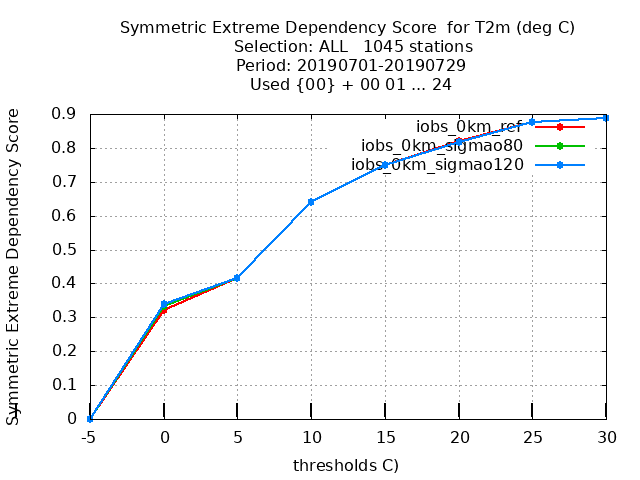 Symmetric Extreme Dependency Score  for T2m (deg C)
Selection: ALL   1045 stations
Period: 20190701-20190729
Used {00} + 00 01 ... 24
Symmetric Extreme Dependency Score
0.9
0.8
0.7
0.6
0.5
0.4
0.3
0.2
0.1
0
iobs_0km_ref
iobs_0km_sigmao80
iobs_0km_sigmao120
-5
0
5
10
15
20
25
30
thresholds C)